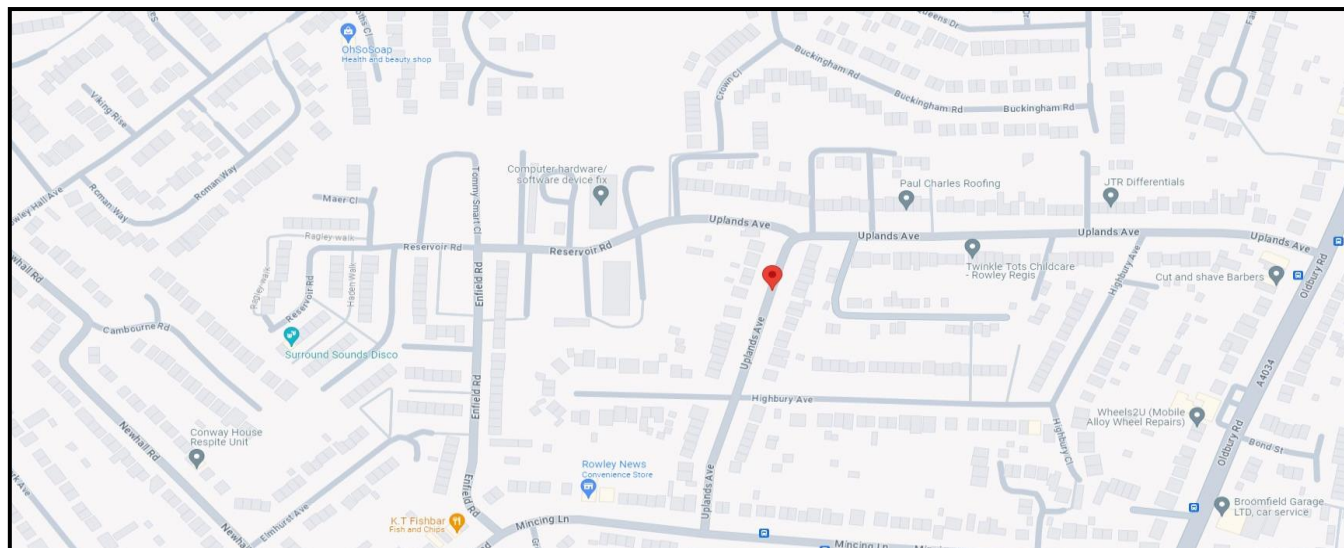 Queens Dr
OhSoSoap
Health and beauty shop
Buckingham Rd
Crown Cl
Buckingham Rd
Buckingham Rd
Viking Rise
Computer hardware/
software device fix
Tommy Smart Cl
Paul Charles Roofing
JTR Differentials
Roman Way
Roman Way
Maer Cl
Uplands Ave
Uplands Ave
Uplands Ave
Uplands Ave
Ragley walk
Reservoir Rd
Reservoir Rd
Twinkle Tots Childcare
- Rowley Regis
Highbury Ave
Cut and shave Barbers
Oldbury Rd
Ragley walk
Reservoir Rd
Haden Walk
Enfield Rd
Cambourne Rd
Surround Sounds Disco
Uplands Ave
A4034
Enfield Rd
Highbury Ave
Wheels2U (Mobile
Alloy Wheel Repairs)
Oldbury Rd
Conway House
Respite Unit
Newhall Rd
Highbury Cl
Bond St
Rowley News
Convenience Store
Uplands Ave
Enfield Rd
Elmhurst Ave
K.T Fishbar
Fish and Chips
Mincing Ln
Mincing Ln
Broomfield Garage
LTD, car service